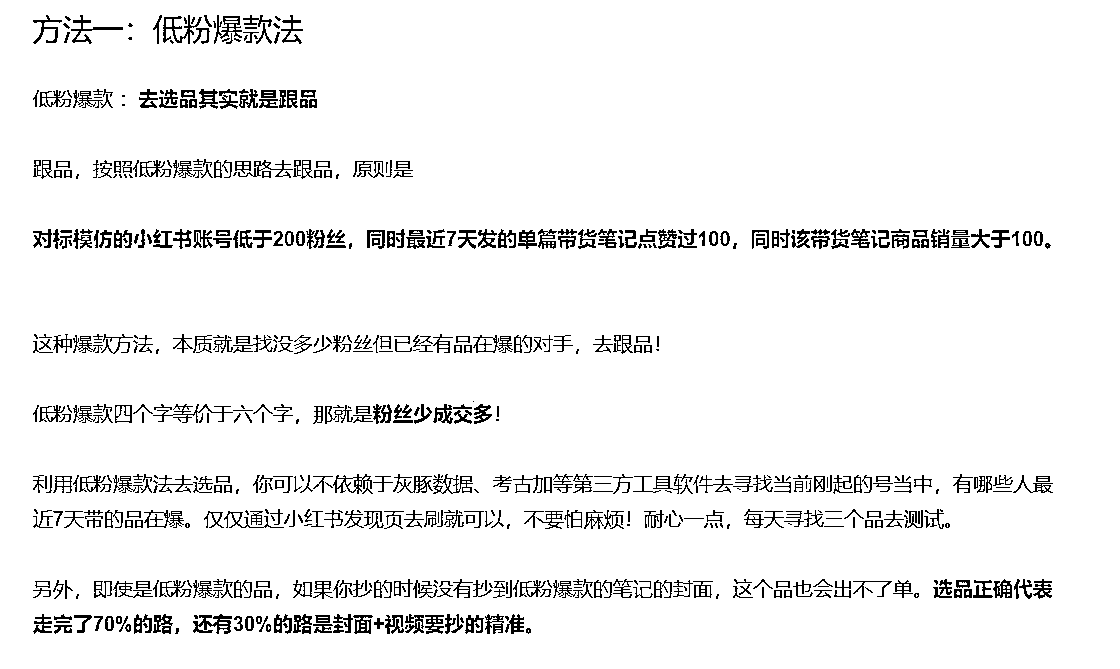 方法一：低粉爆款法
低粉爆款 ：去选品其实就是跟品
跟品，按照低粉爆款的思路去跟品，原则是
对标模仿的小红书账号低于200粉丝，同时最近7天发的单篇带货笔记点赞过100，同时该带货笔记商品销量大于100。
这种爆款方法，本质就是找没多少粉丝但已经有品在爆的对手，去跟品！
低粉爆款四个字等价于六个字，那就是粉丝少成交多！
利用低粉爆款法去选品，你可以不依赖于灰豚数据、考古加等第三方工具软件去寻找当前刚起的号当中，有哪些人最
近7天带的品在爆。仅仅通过小红书发现页去刷就可以，不要怕麻烦！耐心一点，每天寻找三个品去测试。
另外，即使是低粉爆款的品，如果你抄的时候没有抄到低粉爆款的笔记的封面，这个品也会出不了单。选品正确代表
走完了70%的路，还有30%的路是封面+视频要抄的精准。